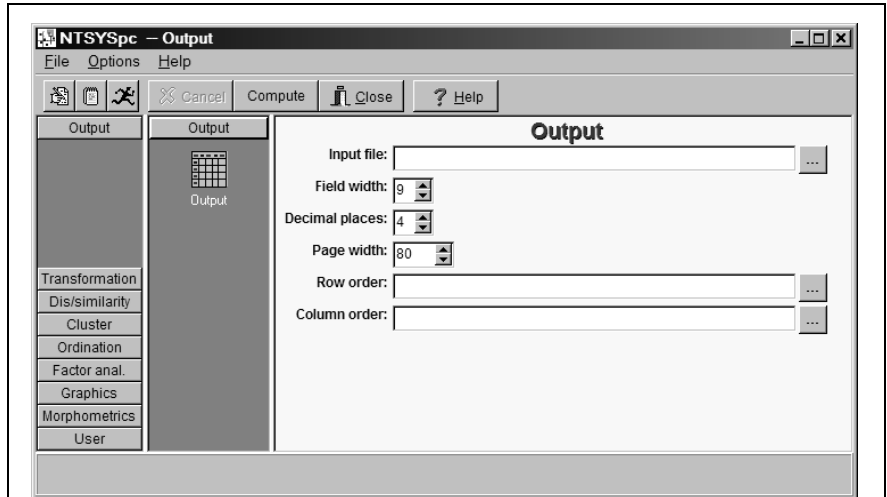 NTSYSpc – Output
File Options Help
Cancel Compute Close ? Help
Output
Transformation
Dis/similarity
Cluster
Ordination
Factor anal.
Graphics
Morphometrics
User
Output
Output
Output
Input file: ...
Field width: 9
Decimal places: 4
Page width: 80
Row order: ...
Column order: ...